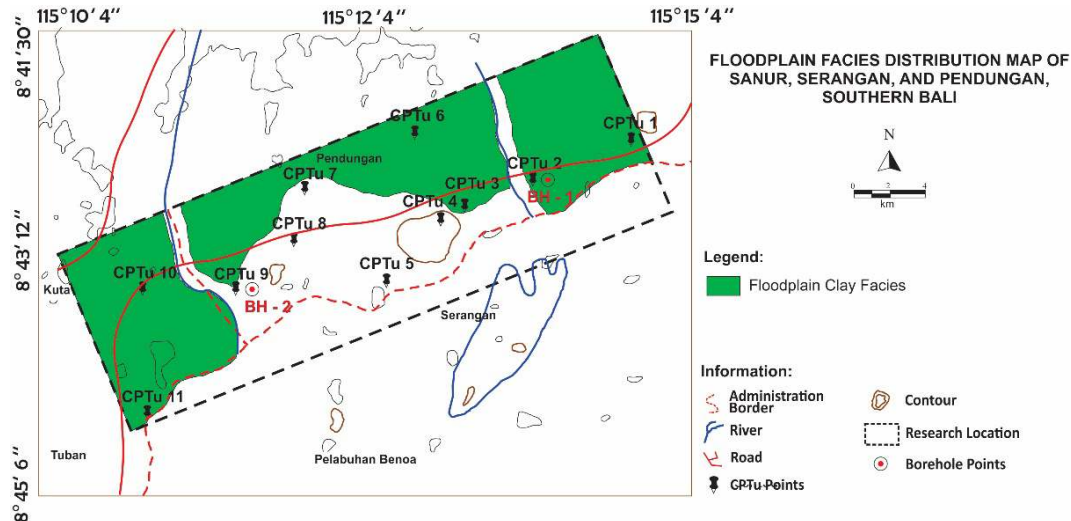 115°10 ′4 ′′
115°12 ′4 ′′
115°15 ′4 ′′
8°41 ′30 ′′
8°43 ′12 ′′
8°45 ′ 6 ′′
FLOODPLAIN FACIES DISTRIBUTION MAP OF
SANUR, SERANGAN, AND PENDUNGAN,
SOUTHERN BALI
N
0 2 4
km
CPTu 1
CPTu 6
Pendungan
CPTu 2
CPTu 7
CPTu 3
BH - 1
CPTu 4
CPTu 8
CPTu 5
CPTu 10
CPTu 9
Kuta
BH - 2
Serangan
CPTu 11
Tuban
Pelabuhan Benoa
Legend:
Floodplain Clay Facies
Information:
Administration
Border
River
Road
CPTu Points
Contour
Research Location
Borehole Points